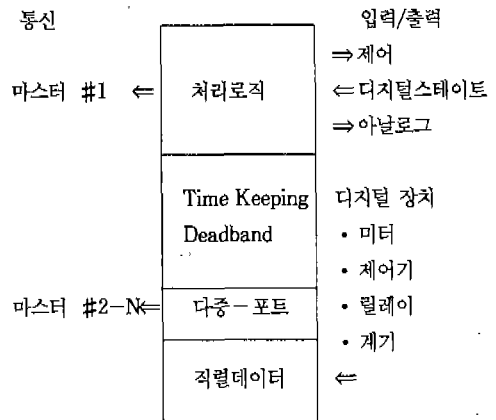 통신
입력/출력
⇒제어
마스터 #1 ⇐
처리로직
⇐디지털스테이트
⇒아날로그
Time Keeping
Deadband
디지털 장치
• 미터
• 제어기
마스터 #2-N⇐
다중-포트
• 릴레이
• 계기
직렬데이터
⇐